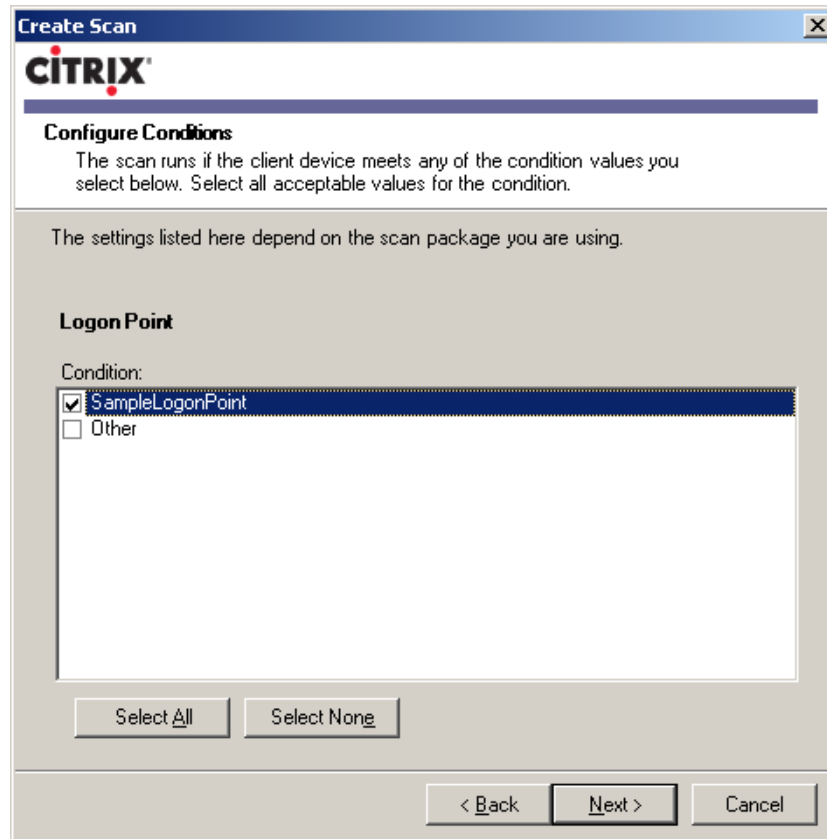 Create Scan
CİTRIX
Configure Conditions
The scan runs if the client device meets any of the condition values you
select below. Select all acceptable values for the condition.
The settings listed here depend on the scan package you are using.
Logon Point
Condition:
SampleLogonPoint
Other
Select All
Select None
< Back
Next >
Cancel